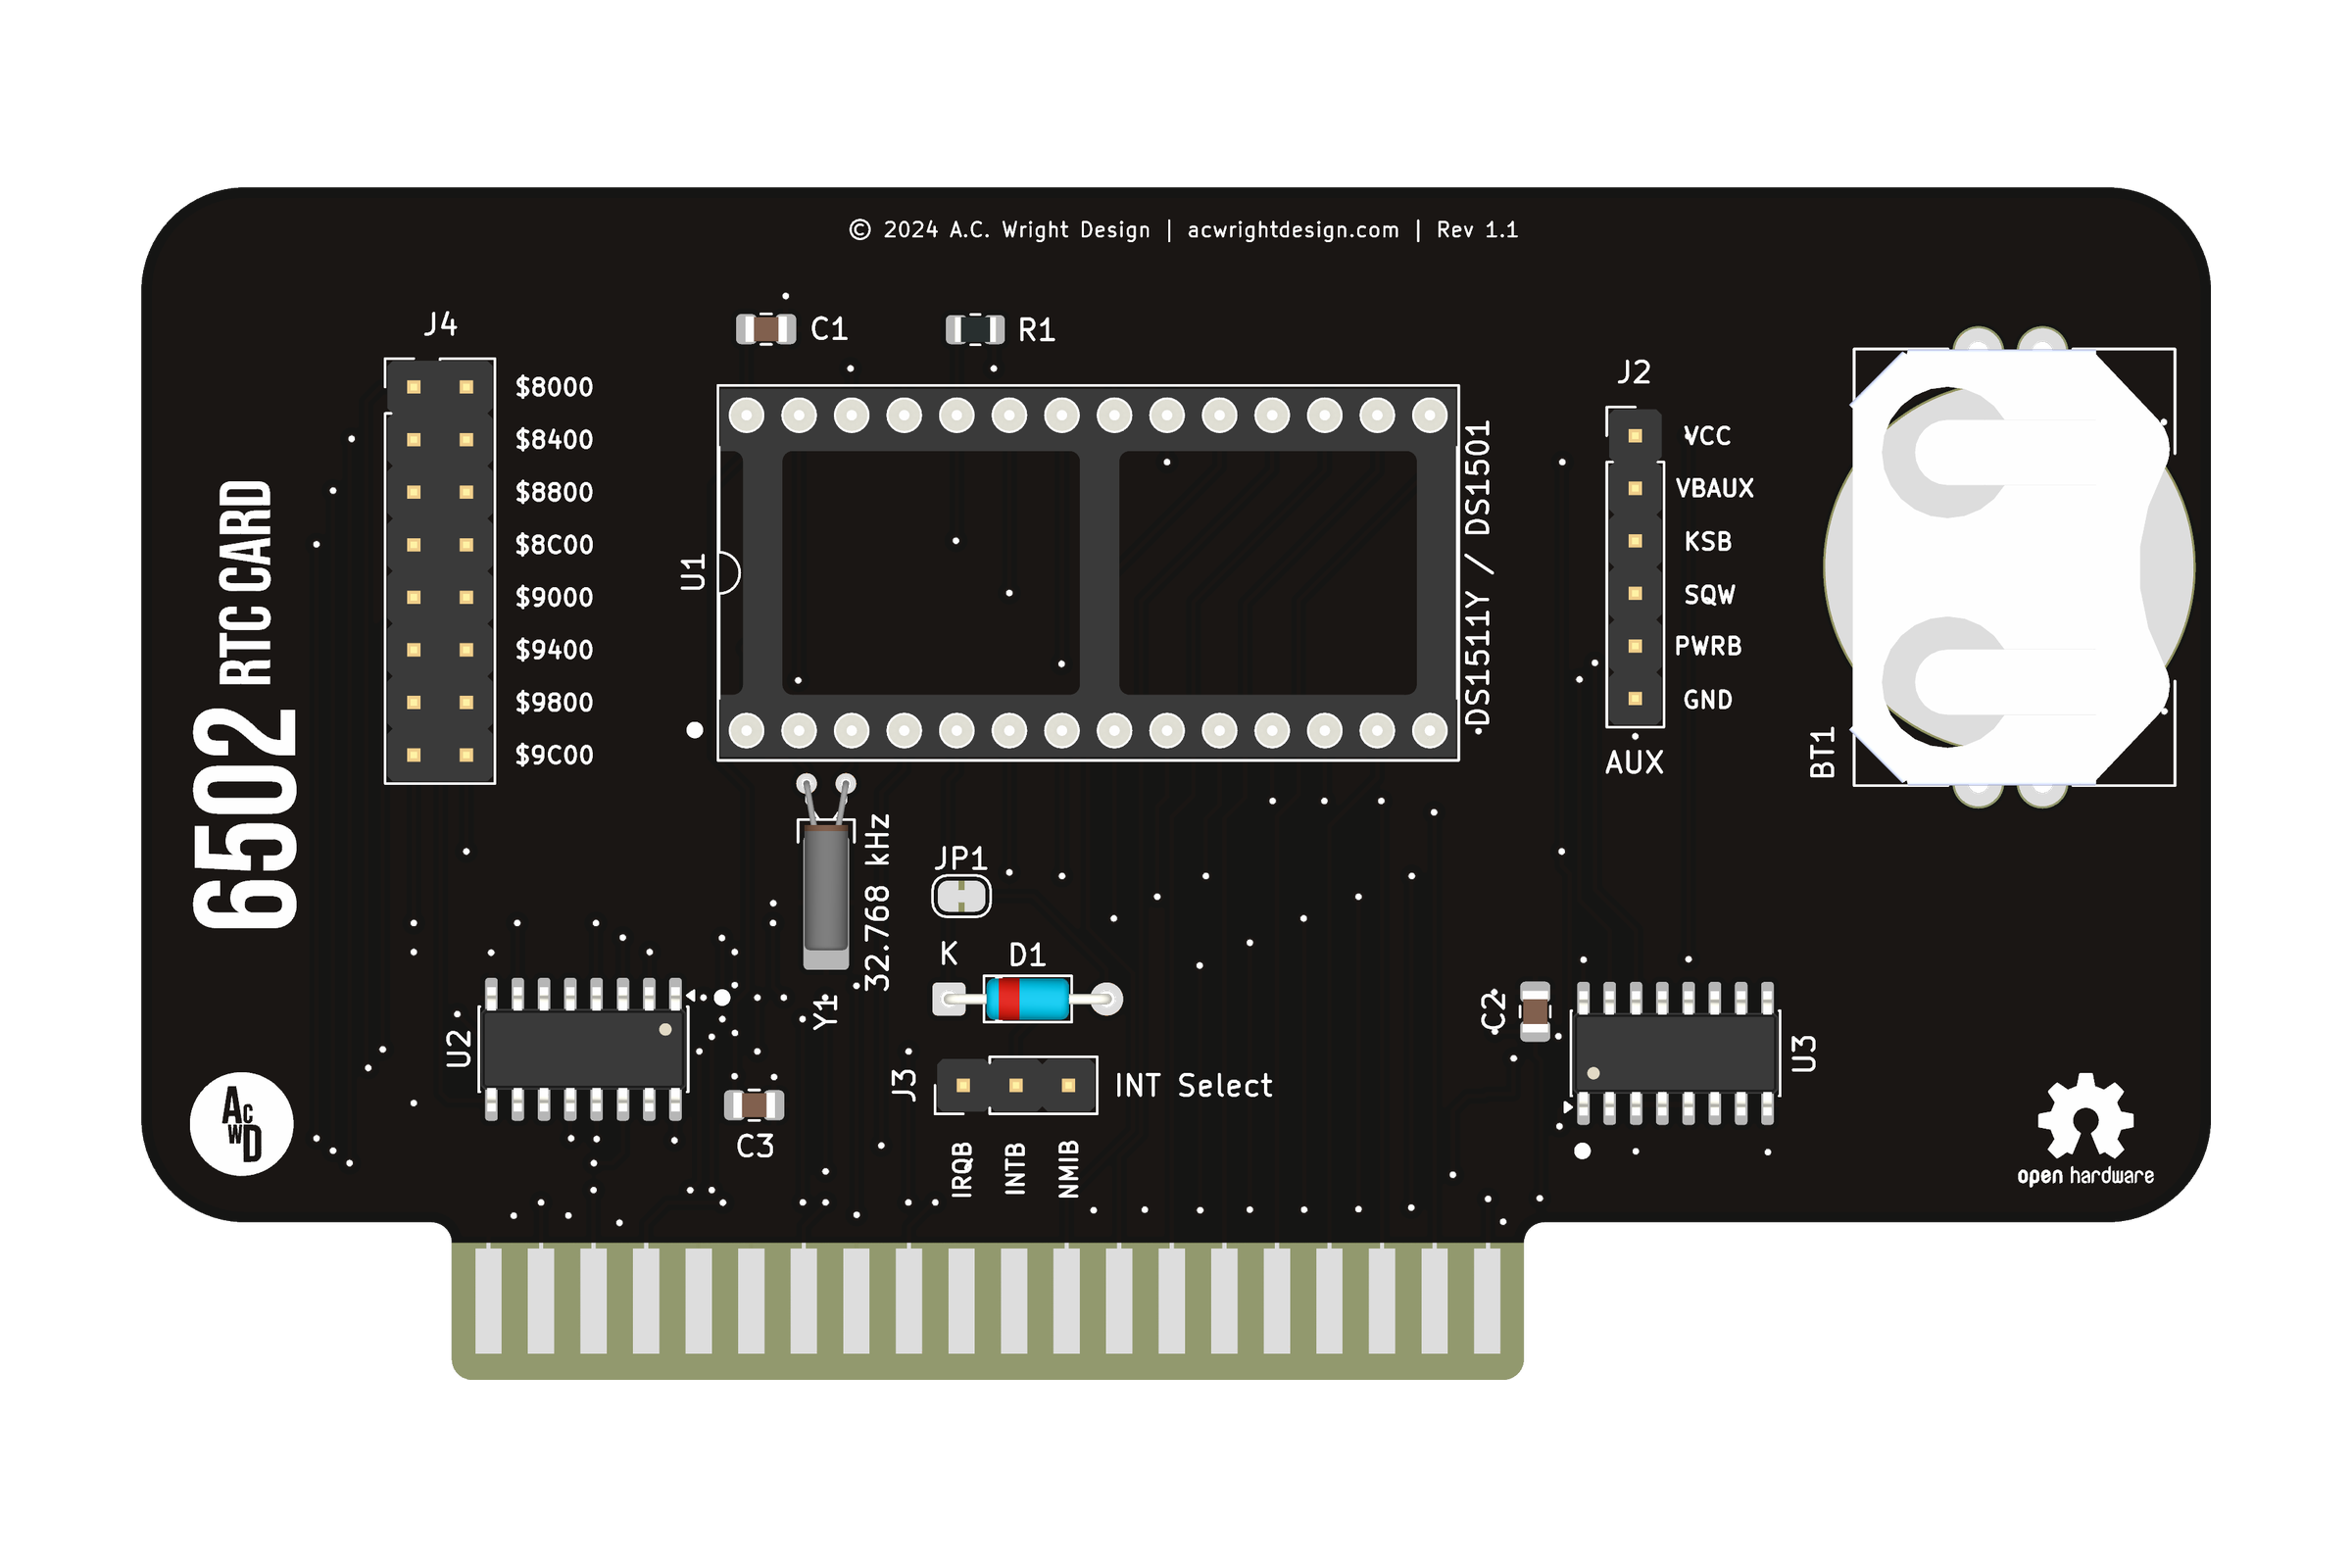 © 2024 A.C. Wright Design | acwrightdesign.com | Rev 1.1
J4
$8000
$8400
$8800
$8C00
$9000
$9400
$9800
$9C00
6502 RTC CARD
C1
R1
U1
DS1511Y / DS1501
J2
VCC
VBAUX
KSB
SQW
PWRB
GND
AUX
BT1
32.768 kHz
Y1
JP1
K
D1
U2
C3
J3
INT Select
IRQB
INTB
NMIB
C2
U3
ACWD
open hardware